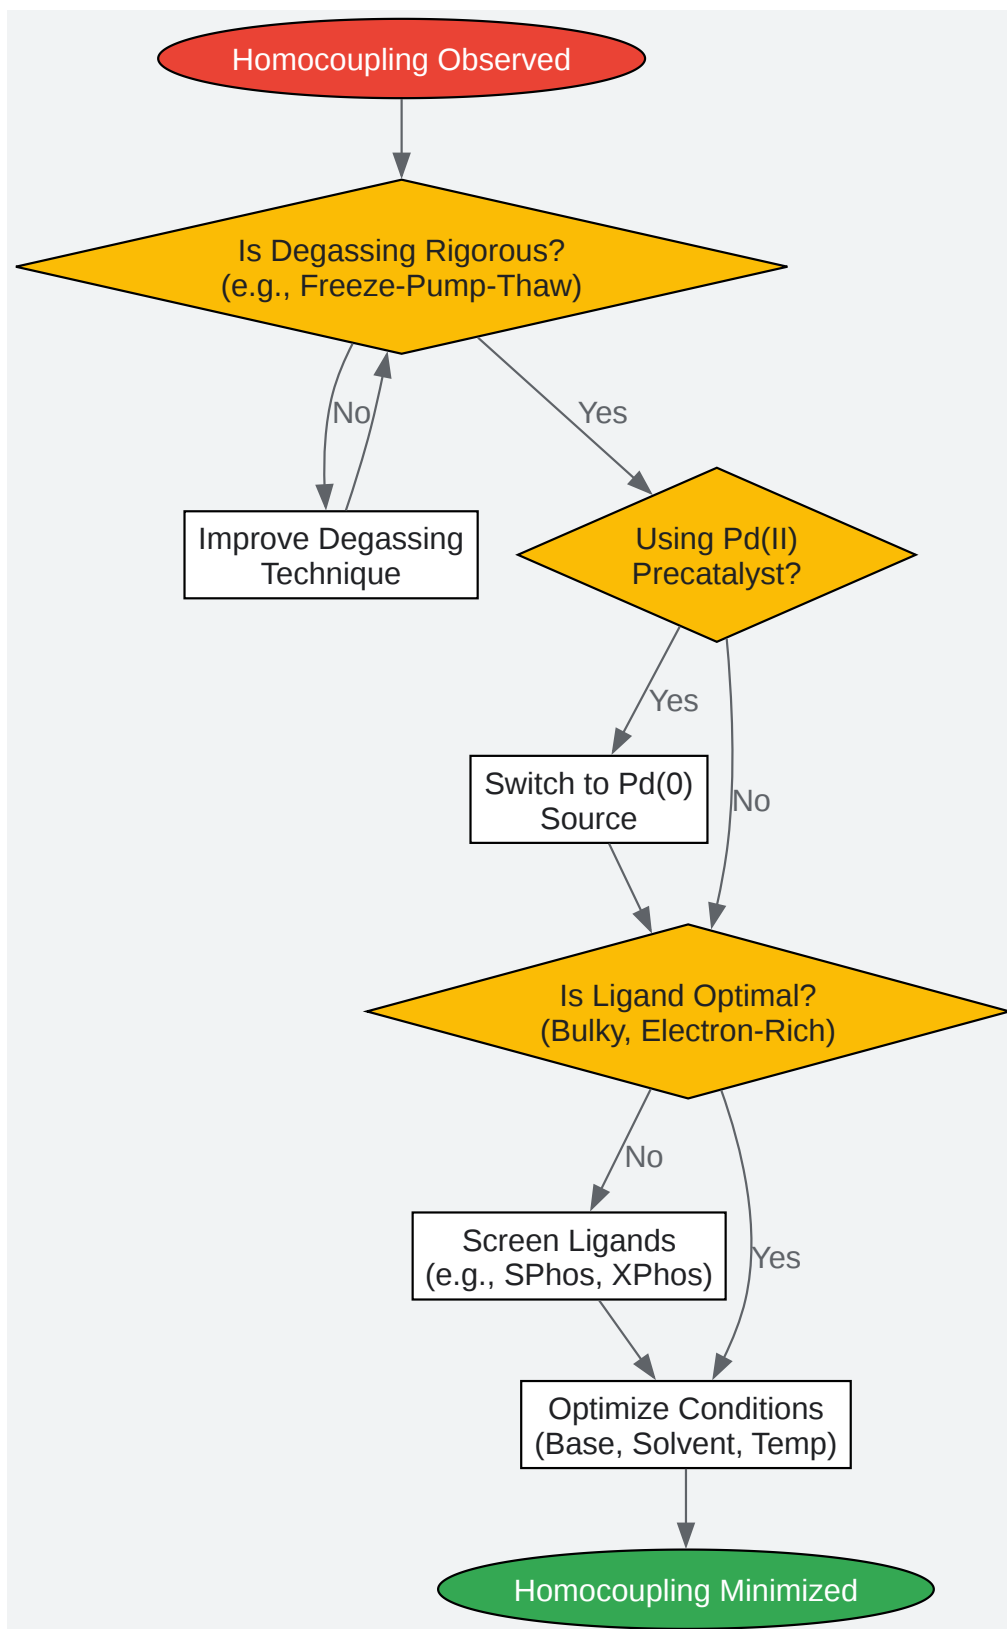 Homocoupling Observed
Is Degassing Rigorous?
(e.g., Freeze-Pump-Thaw)
No
Yes
Improve Degassing
Technique
Using Pd(II)
Precatalyst?
Yes
No
Switch to Pd(0)
Source
Is Ligand Optimal?
(Bulky, Electron-Rich)
No
Yes
Screen Ligands
(e.g., SPhos, XPhos)
Optimize Conditions
(Base, Solvent, Temp)
Homocoupling Minimized